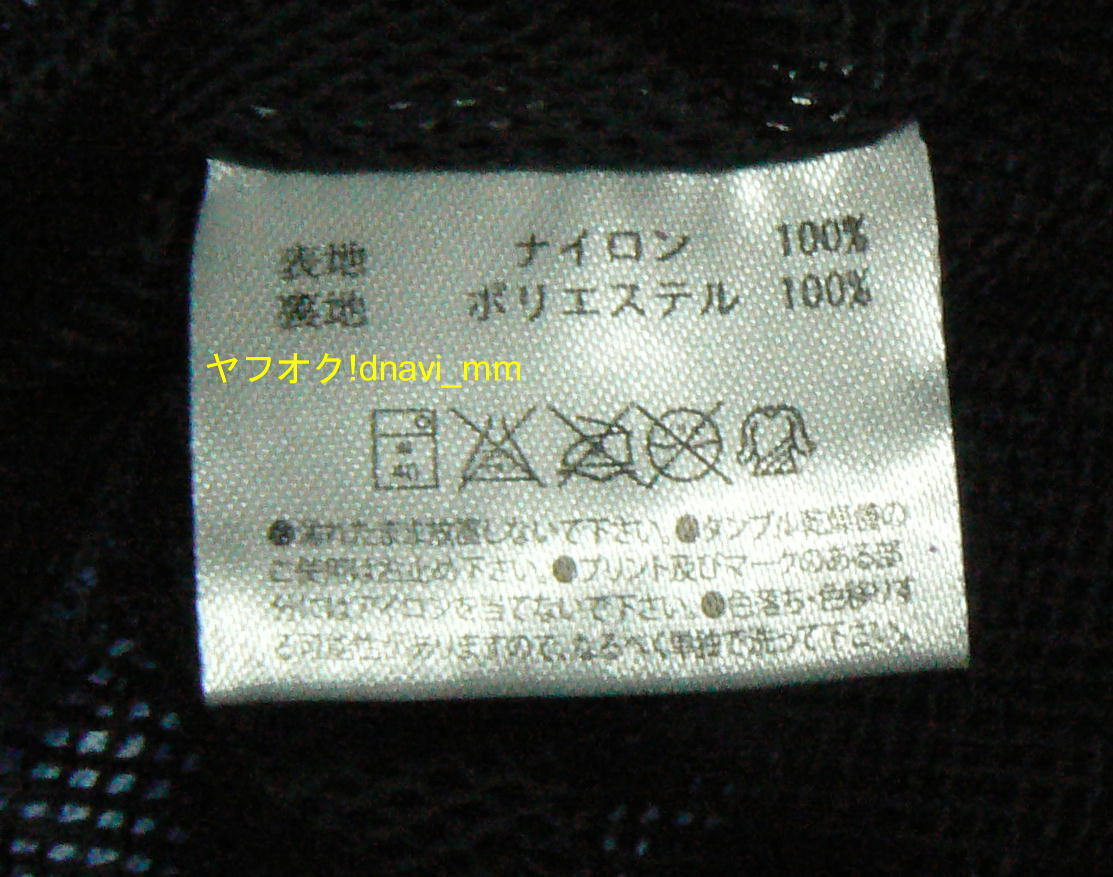 表地 ナイロン 100%
裏地 ポリエステル 100%
ヤフオク!dnavi_mm
40
●濡れたまま放置しないで下さい。●タンブル乾燥機の
ご使用はお止め下さい。●プリント及びマークのある部
分にはアイロンを当てないで下さい。●色落ち・色移りす
る可能性がありますので、なるべく単独で洗って下さい。